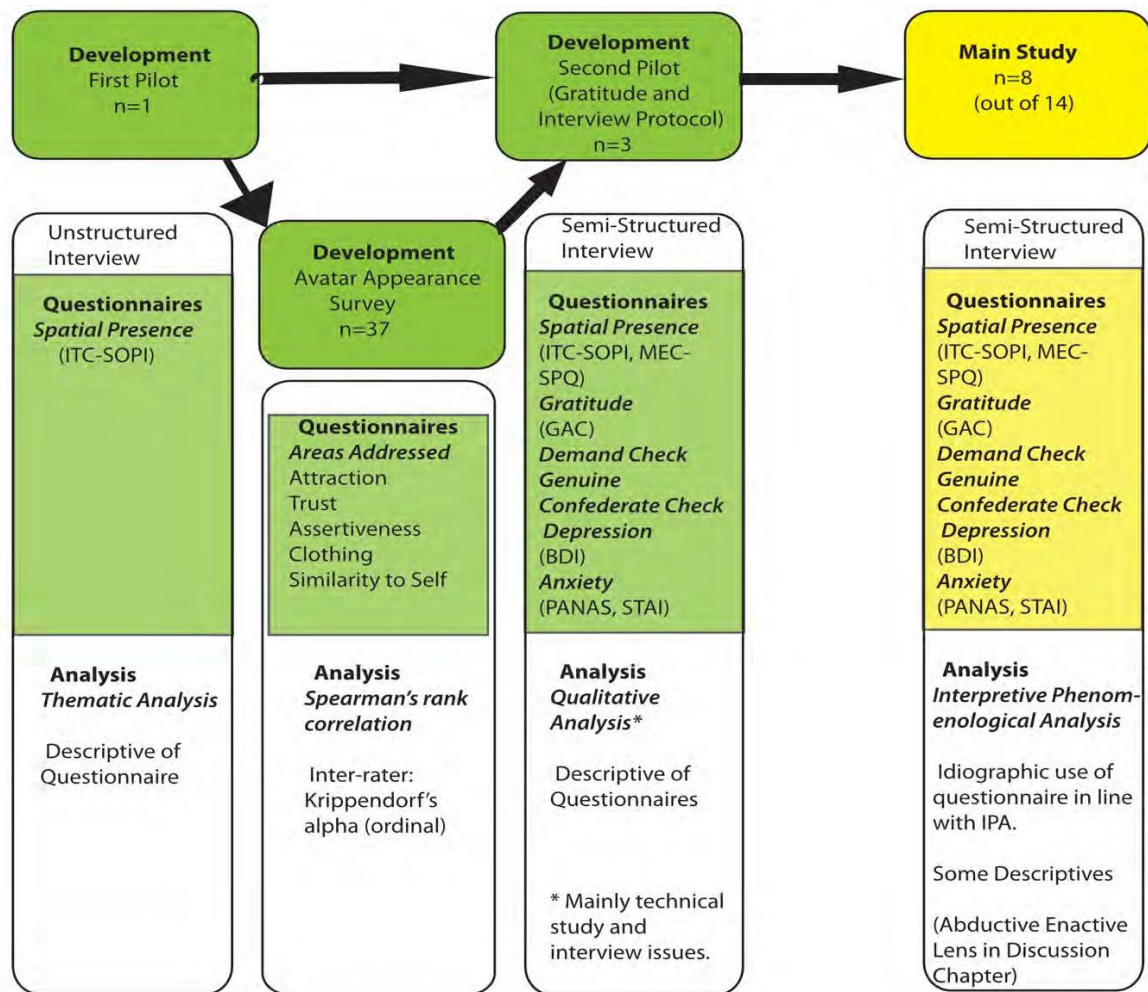 Development
First Pilot
n=1
Development
Second Pilot
(Gratitude and
Interview Protocol)
n=3
Main Study
n=8
(out of 14)
Development
Avatar Appearance
Survey
n=37
Unstructured
Interview
Questionnaires
Spatial Presence
(ITC-SOPI)
Analysis
Thematic Analysis
Descriptive of
Questionnaire
Questionnaires
Areas Addressed
Attraction
Trust
Assertiveness
Clothing
Similarity to Self
Analysis
Spearman's rank
correlation
Inter-rater:
Krippendorf's
alpha (ordinal)
Semi-Structured
Interview
Questionnaires
Spatial Presence
(ITC-SOPI, MEC-
SPQ)
Gratitude
(GAC)
Demand Check
Genuine
Confederate Check
Depression
(BDI)
Anxiety
(PANAS, STAI)
Analysis
Qualitative
Analysis*
Descriptive of
Questionnaires
* Mainly technical
study and
interview issues.
Semi-Structured
Interview
Questionnaires
Spatial Presence
(ITC-SOPI, MEC-
SPQ)
Gratitude
(GAC)
Demand Check
Genuine
Confederate Check
Depression
(BDI)
Anxiety
(PANAS, STAI)
Analysis
Interpretive Phenom-
enological Analysis
Idiographic use of
questionnaire in line
with IPA.
Some Descriptives
(Abductive Enactive
Lens in Discussion
Chapter)